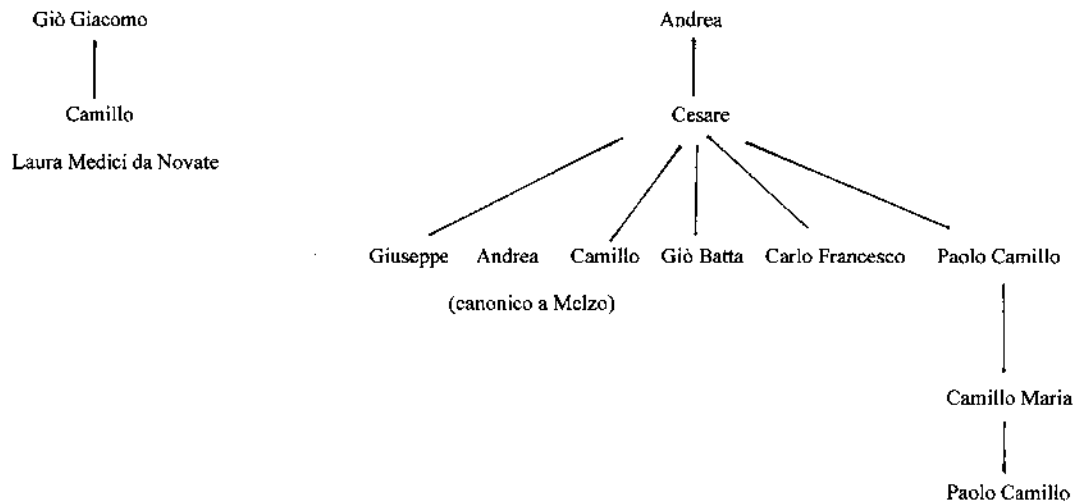 Giò Giacomo Andrea
Camillo Cesare
Laura Medici da Novate
Giuseppe Andrea Camillo Giò Batta Carlo Francesco Paolo Camillo
(canonico a Melzo)
Camillo Maria
Paolo Camillo